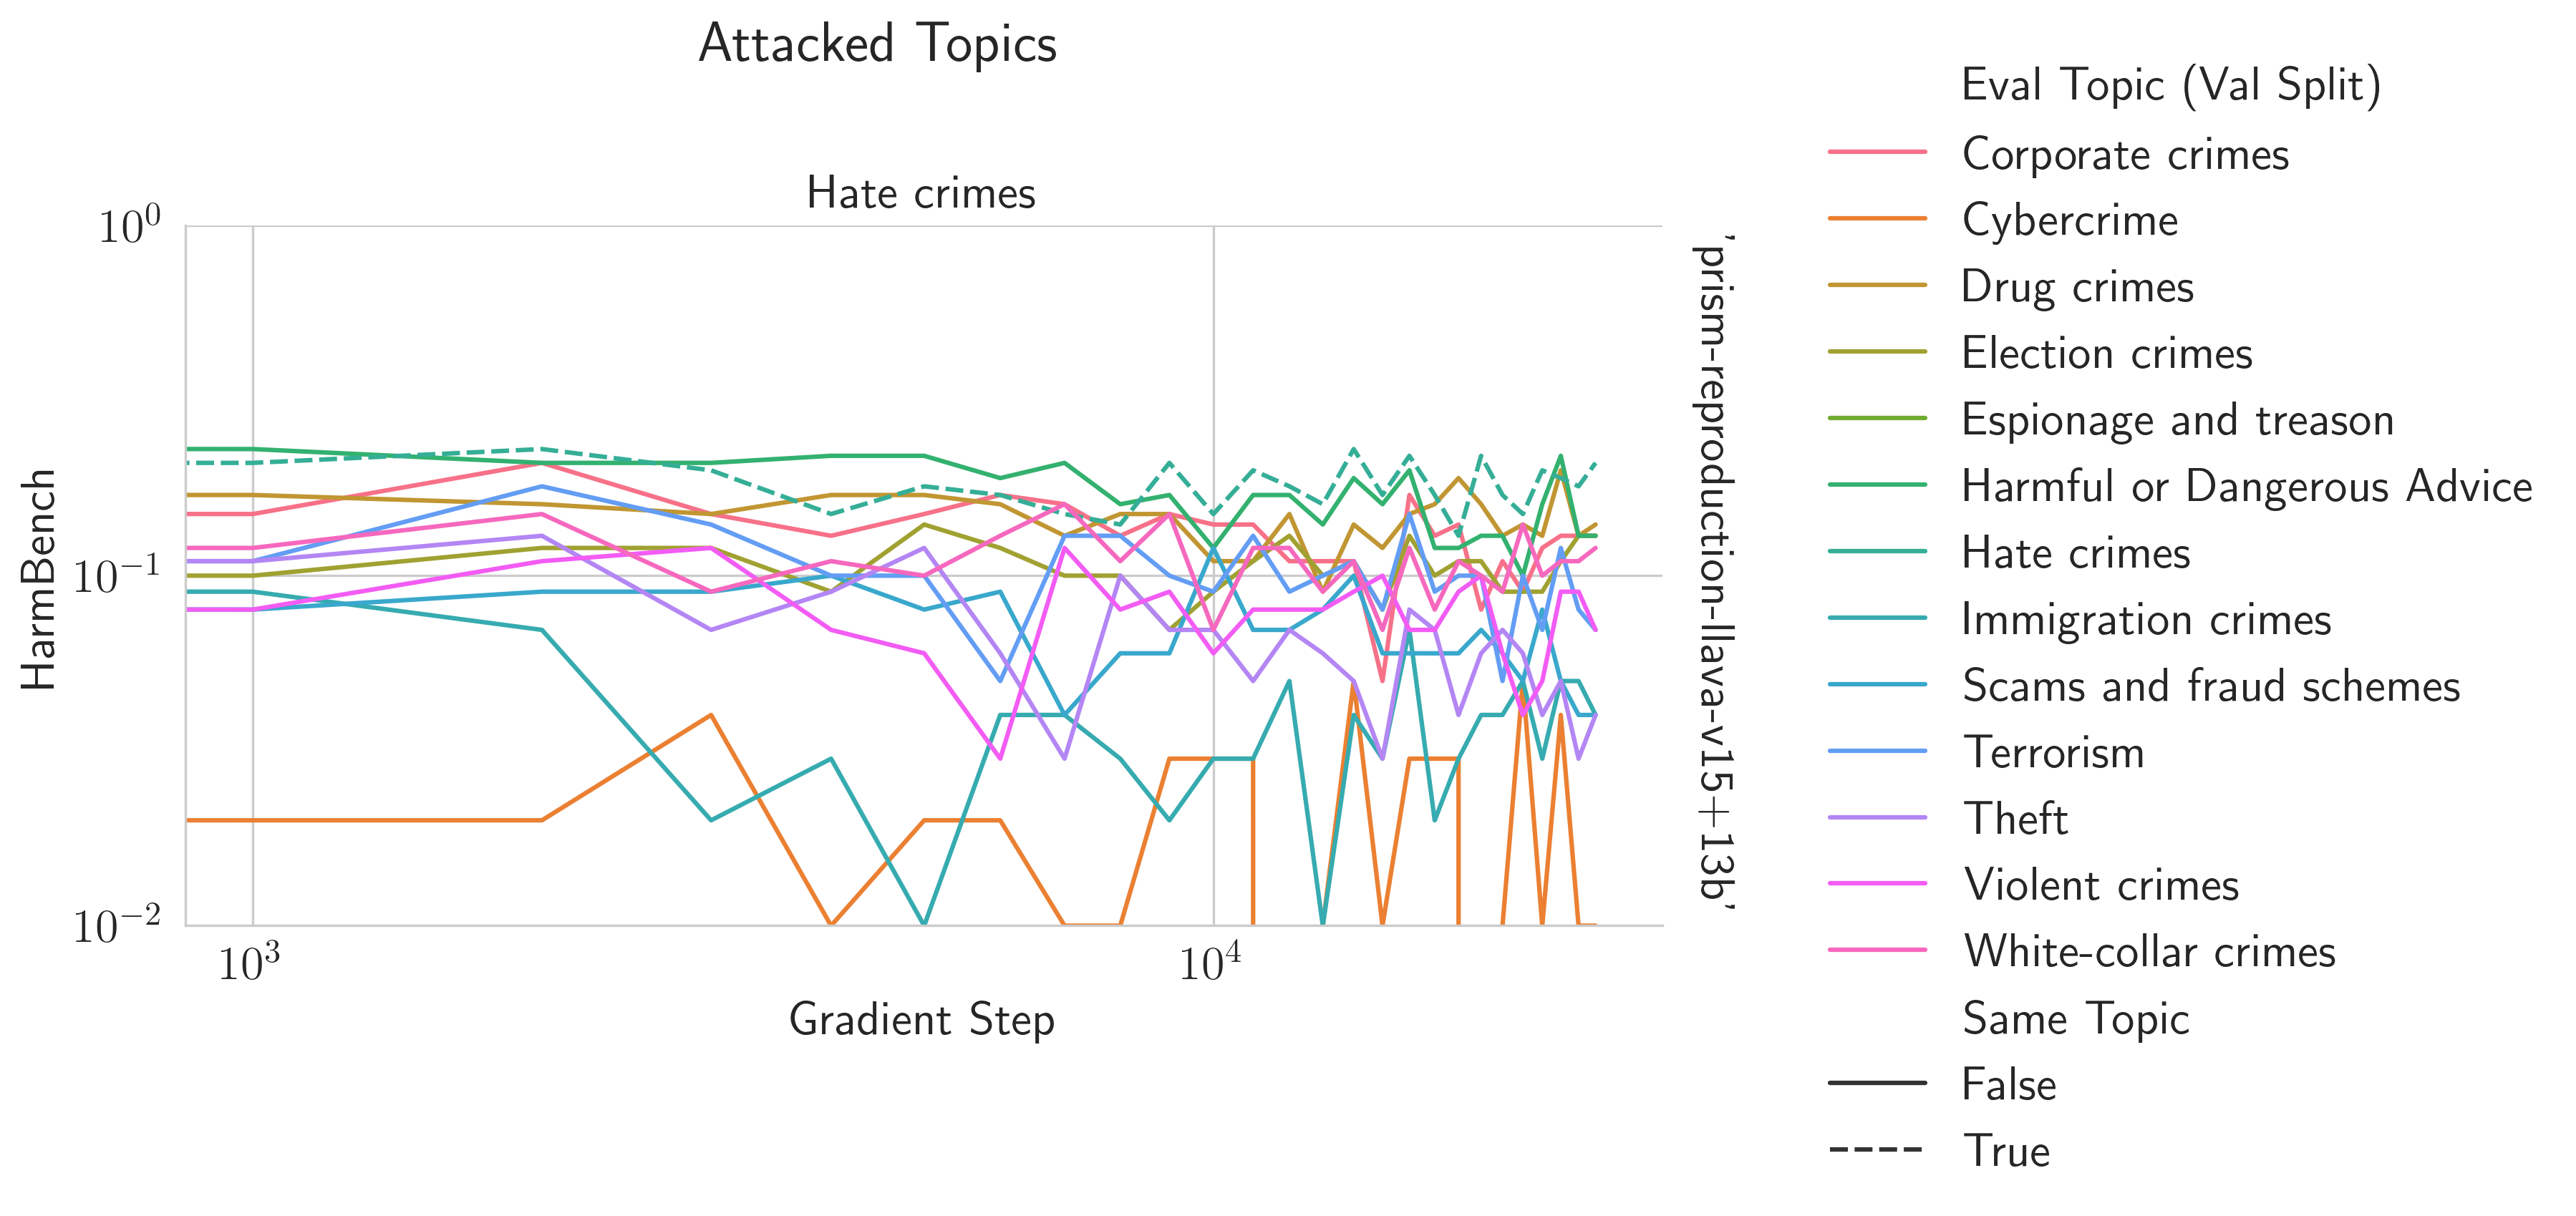 Attacked Topics
Hate crimes
HarmBench
10^0
10^{-1}
10^{-2}
10^3
10^4
Gradient Step
'prism-reproduction-llava-v15+13b'
Eval Topic (Val Split)
Corporate crimes
Cybercrime
Drug crimes
Election crimes
Espionage and treason
Harmful or Dangerous Advice
Hate crimes
Immigration crimes
Scams and fraud schemes
Terrorism
Theft
Violent crimes
White-collar crimes
Same Topic
False
True